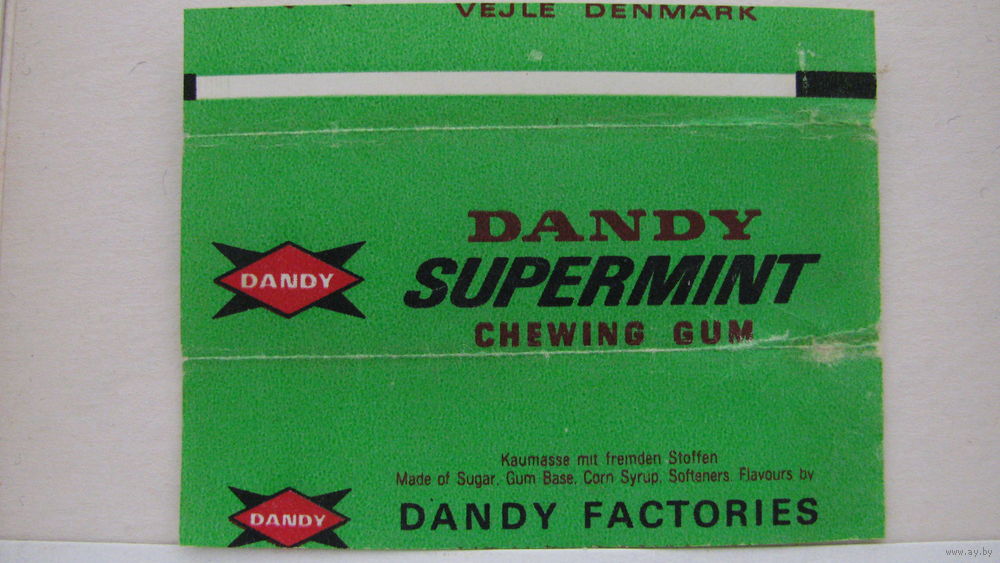 VEJLE DENMARK
DANDY
DANDY
SUPERMINT
CHEWING GUM
Kaumasse mit fremden Stoffen
Made of Sugar, Gum Base, Corn Syrup, Softeners, Flavours by
DANDY
DANDY FACTORIES
www.ay.by